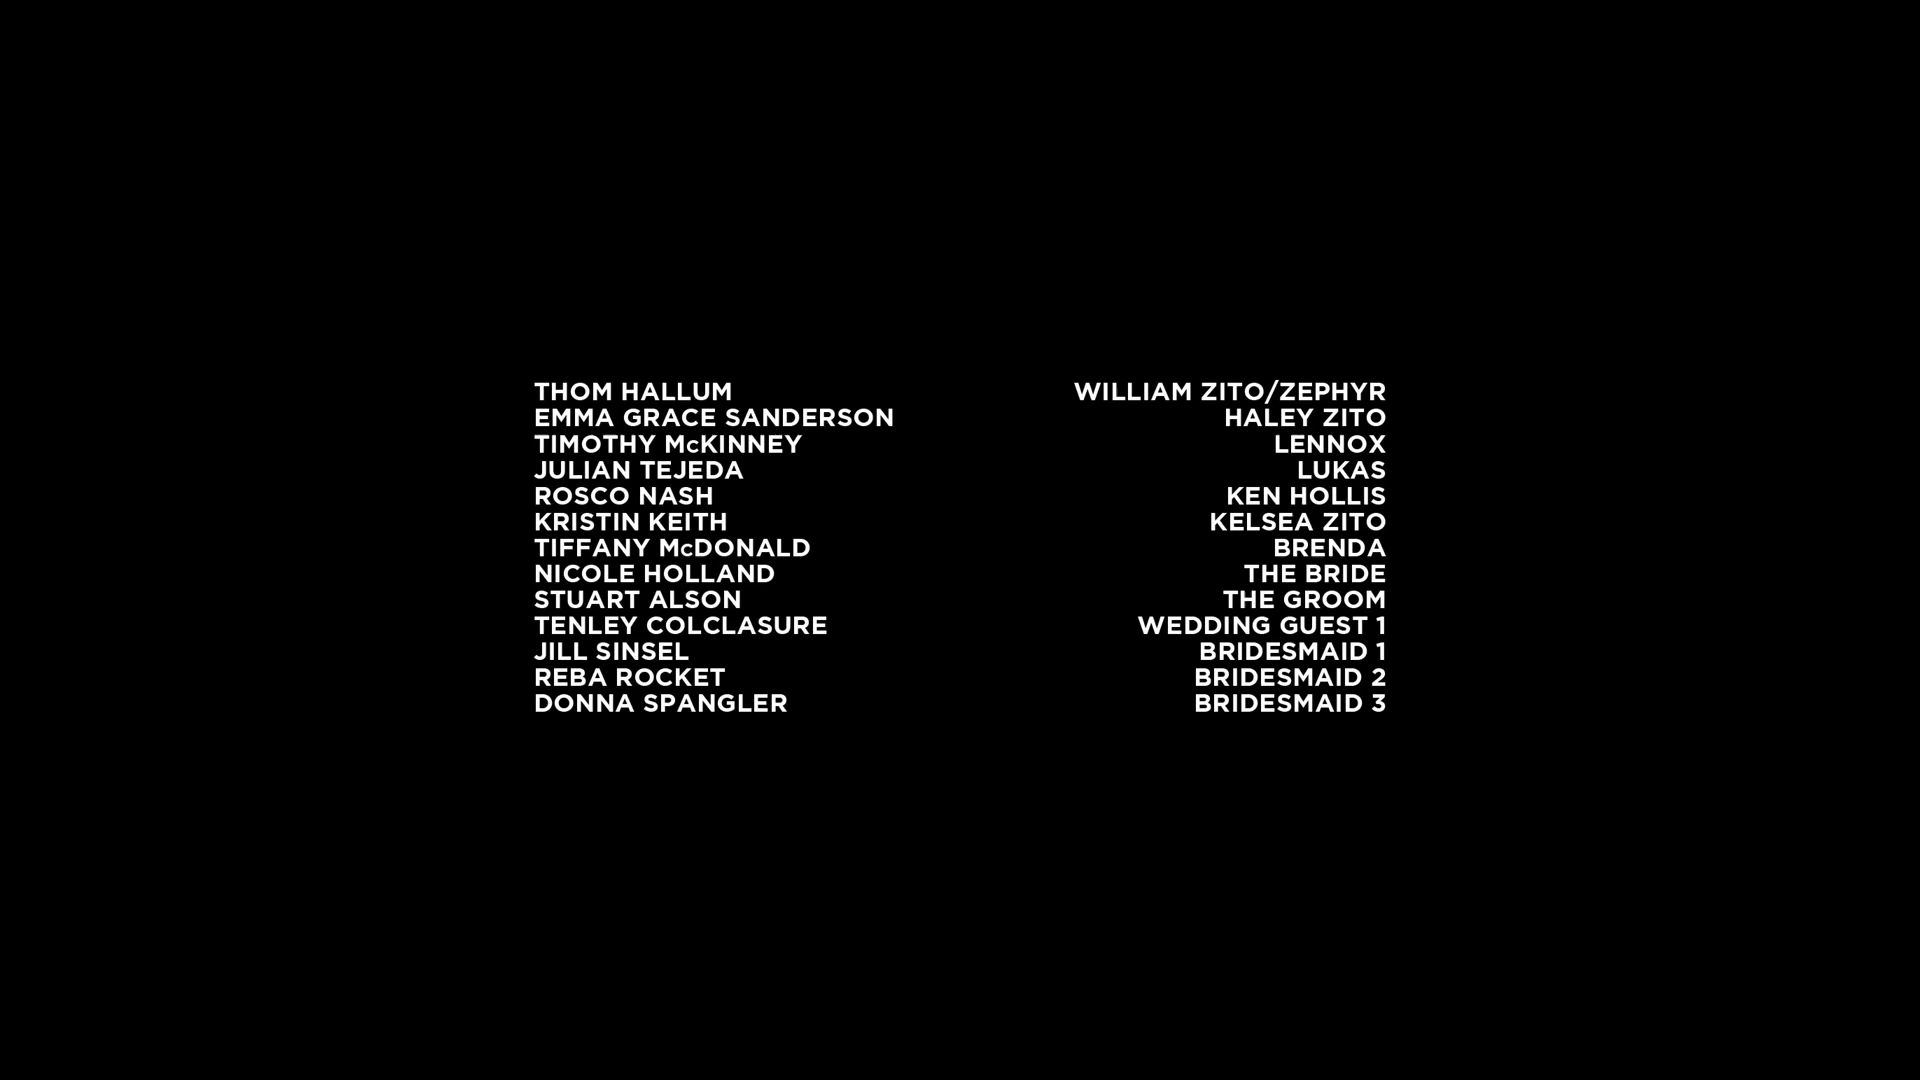 THOM HALLUM WILLIAM ZITO/ZEPHYR
EMMA GRACE SANDERSON HALEY ZITO
TIMOTHY McKINNEY LENNOX
JULIAN TEJEDA LUKAS
ROSCO NASH KEN HOLLIS
KRISTIN KEITH KELSEA ZITO
TIFFANY McDONALD BRENDA
NICOLE HOLLAND THE BRIDE
STUART ALSON THE GROOM
TENLEY COLCLASURE WEDDING GUEST 1
JILL SINSEL BRIDESMAID 1
REBA ROCKET BRIDESMAID 2
DONNA SPANGLER BRIDESMAID 3